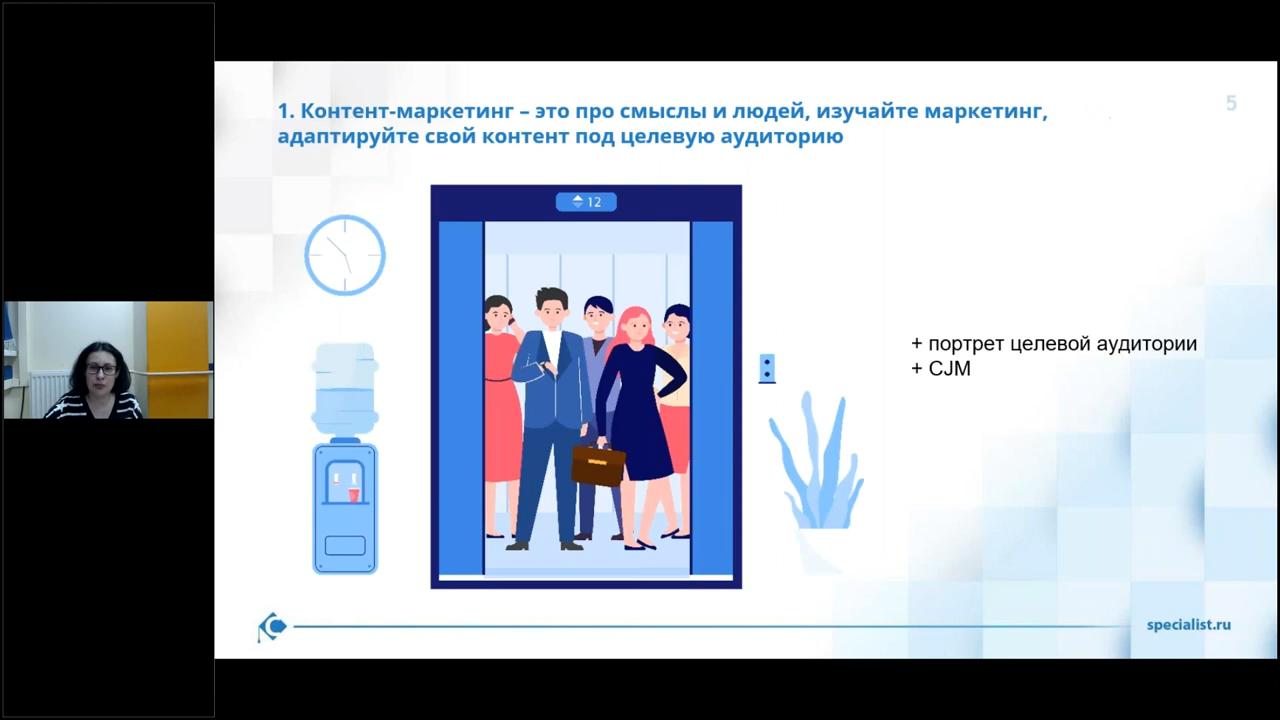 1. Контент-маркетинг – это про смыслы и людей, изучайте маркетинг,
адаптируйте свой контент под целевую аудиторию
5
12
+ портрет целевой аудитории
+ CJM
specialist.ru